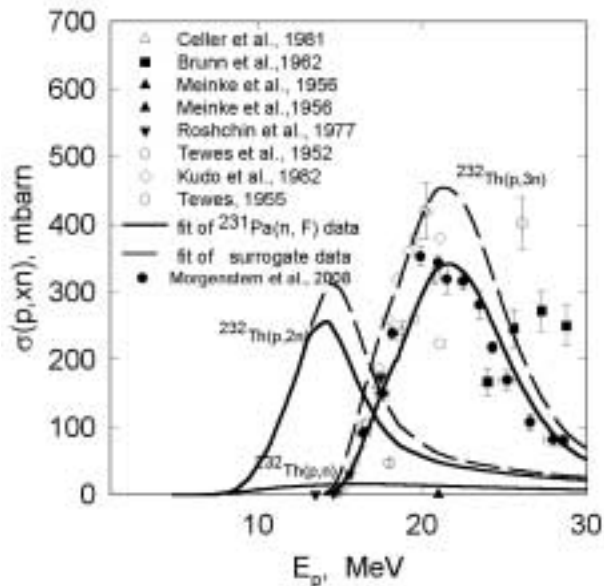 700
600
500
400
300
200
100
0
σ(p,xn), mbarn
Celler et al., 1981
Brunn et al.,1962
Meinke et al., 1956
Meinke et al.,1956
Roshchin et al., 1977
Tewes et al., 1952
Kudo et al., 1982
Tewes, 1955
fit of ²³¹Pa(n, F) data
fit of surrogate data
Morgenstern et al., 2008
²³²Th(p,3n)
²³²Th(p,2n)
²³²Th(p,n)
10 20 30
Eₚ, MeV